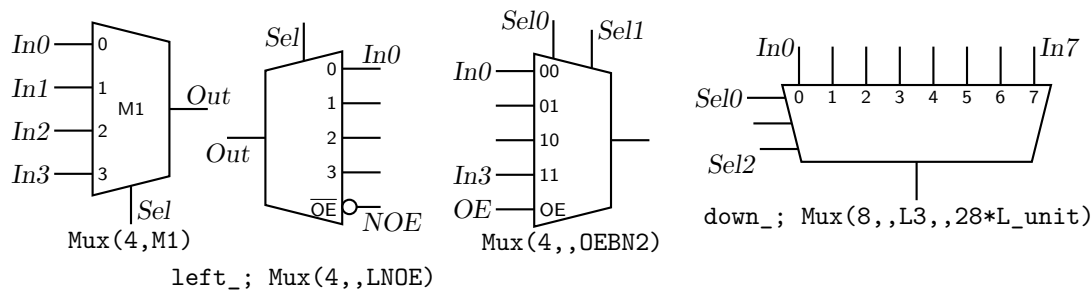 In0
0
In1
1
M1
Out
In2
2
In3
3
Sel
Mux(4,M1)
Sel
0
In0
1
2
Out
3
OE
NOE
left_; Mux(4,,LNOE)
Sel0
Sel1
In0
00
01
10
In3
11
OE
OE
Mux(4,,OEBN2)
In0
In7
Sel0
0 1 2 3 4 5 6 7
Sel2
down_; Mux(8,,L3,,28*L_unit)